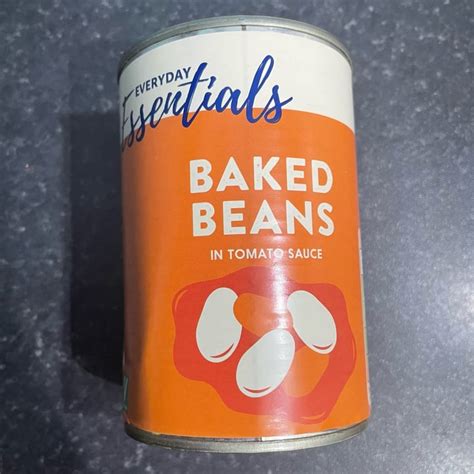 EVERYDAY
Essentials
BAKED
BEANS
IN TOMATO SAUCE